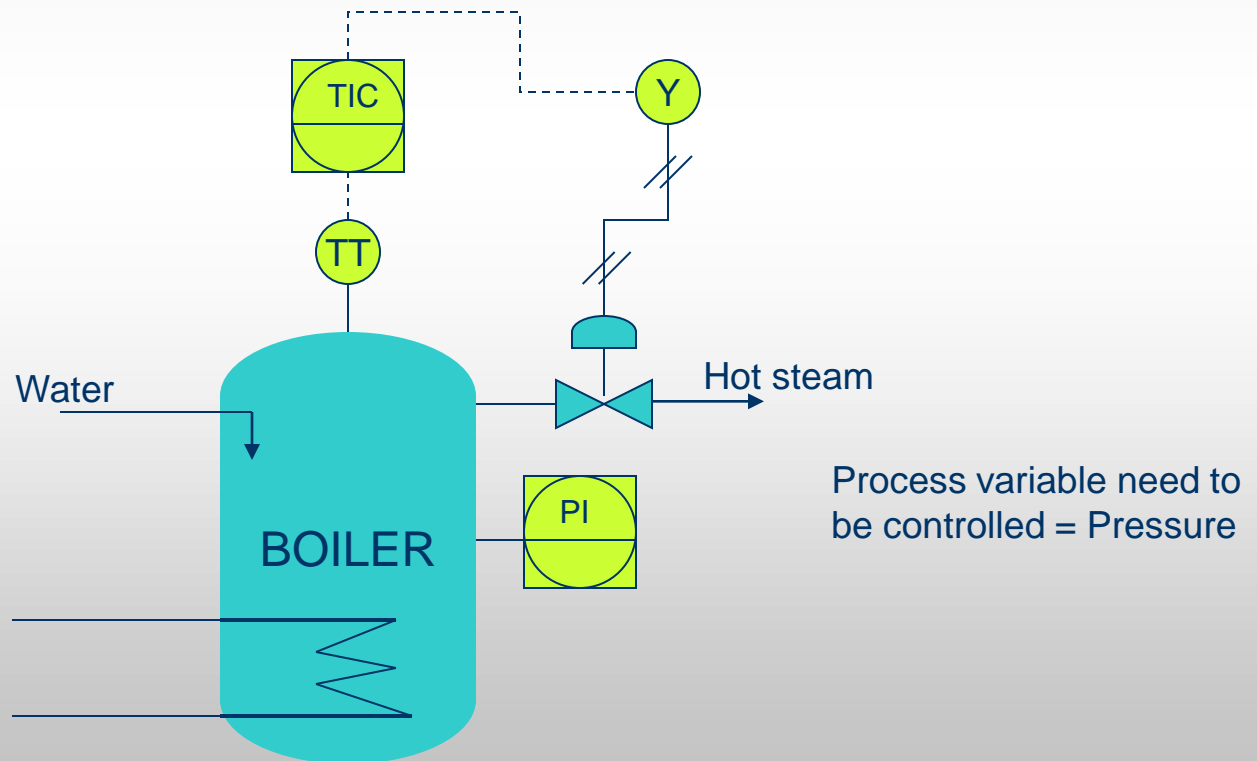 TIC
Y
TT
Water
Hot steam
Process variable need to
be controlled = Pressure
PI
BOILER